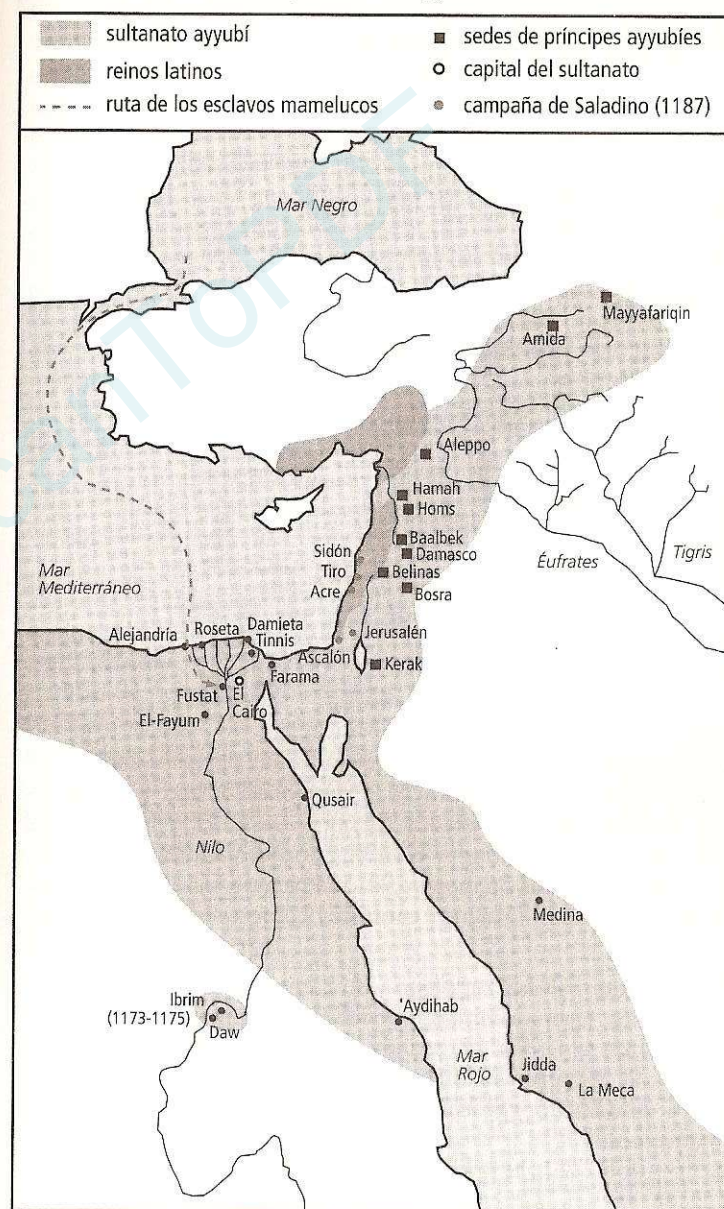 sultanato ayyubí
reinos latinos
ruta de los esclavos mamelucos
sedes de príncipes ayyubíes
capital del sultanato
campaña de Saladino (1187)
Mar Negro
Mayyafariqin
Amida
Aleppo
Hamah
Homs
Baalbek
Damasco
Sidón
Tiro
Belinas
Acre
Bosra
Éufrates
Tigris
Mar
Mediterráneo
Alejandría
Roseta
Damieta
Tinnis
Jerusalén
Ascalón
Farama
Kerak
Fustat
El
Cairo
El-Fayum
Qusair
Nilo
Medina
Ibrim
(1173-1175)
Daw
'Aydihab
Mar
Rojo
Jidda
La Meca
ScanTOPDF